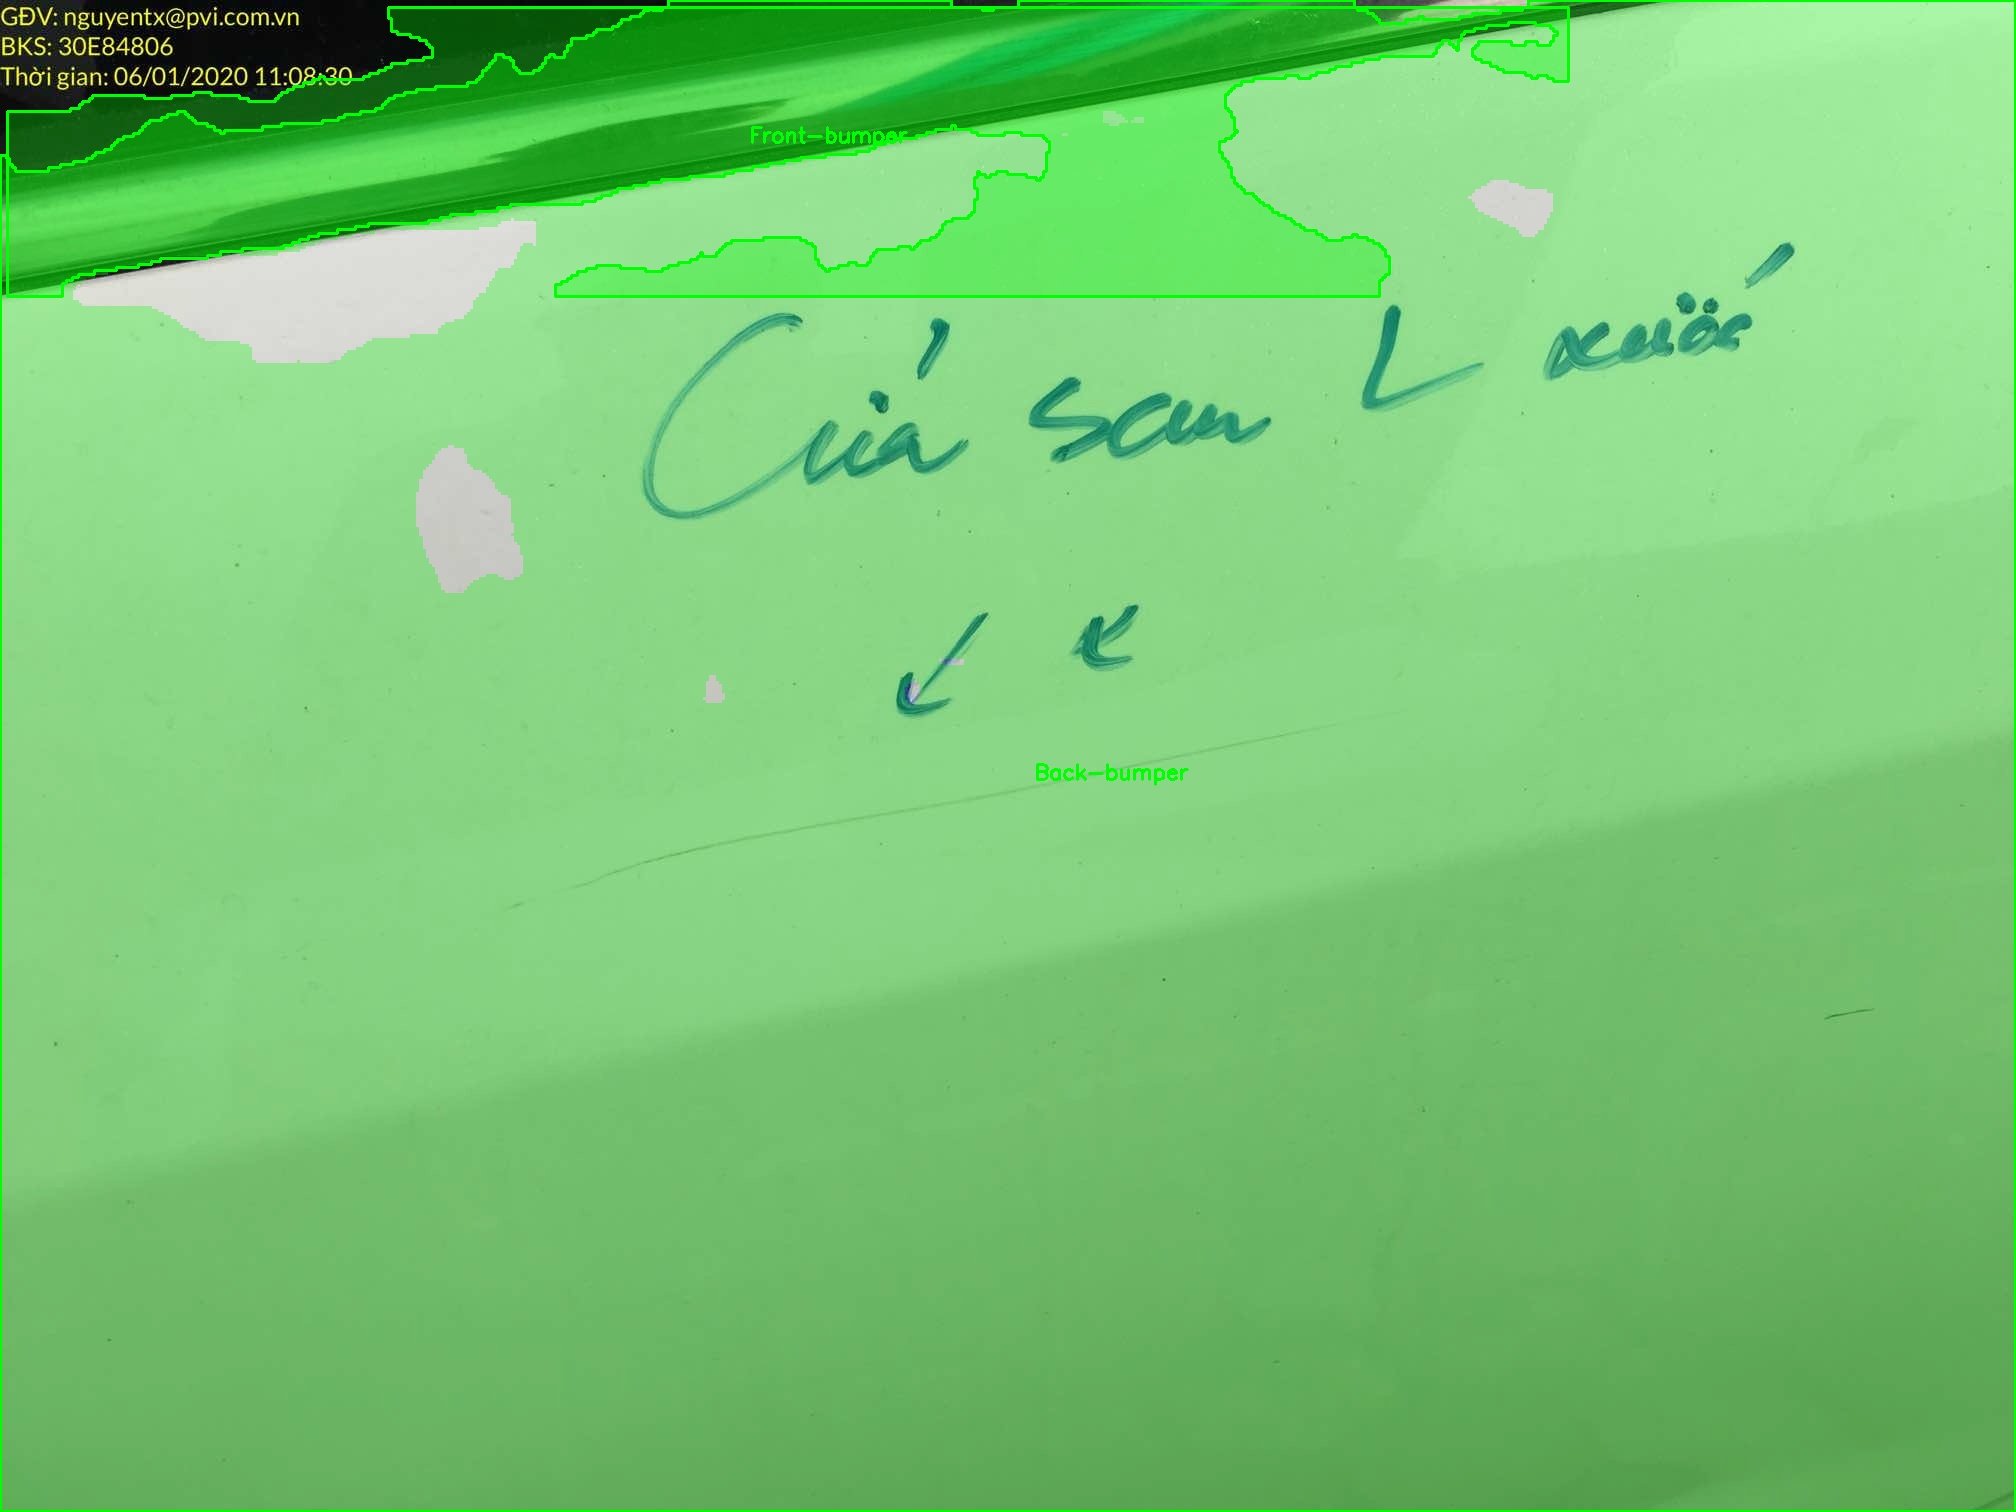 GĐV: nguyentx@pvi.com.vn
BKS: 30E84806
Thời gian: 06/01/2020 11:08:30
Front-bumper
Cửa sau L xước
Back-bumper